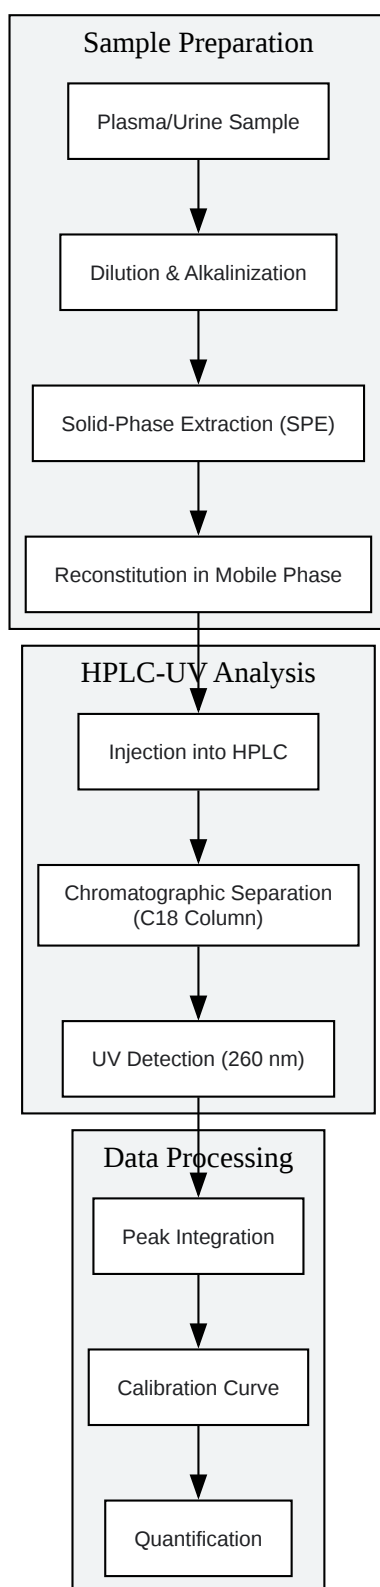 Sample Preparation
Plasma/Urine Sample
Dilution & Alkalinization
Solid-Phase Extraction (SPE)
Reconstitution in Mobile Phase
HPLC-UV Analysis
Injection into HPLC
Chromatographic Separation
(C18 Column)
UV Detection (260 nm)
Data Processing
Peak Integration
Calibration Curve
Quantification